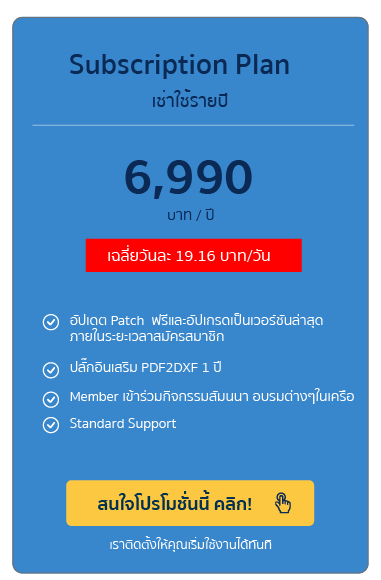 Subscription Plan
เช่าใช้รายปี
6,990
บาท / ปี
เฉลี่ยวันละ 19.16 บาท/วัน
อัปเดต Patch ฟรีและอัปเกรดเป็นเวอร์ชันล่าสุด
ภายในระยะเวลาสมัครสมาชิก
ปลั๊กอินเสริม PDF2DXF 1 ปี
Member เข้าร่วมกิจกรรมสัมนนา อบรมต่างๆในเครือ
Standard Support
สนใจโปรโมชั่นนี้ คลิก!
เราติดตั้งให้คุณเริ่มใช้งานได้ทันที